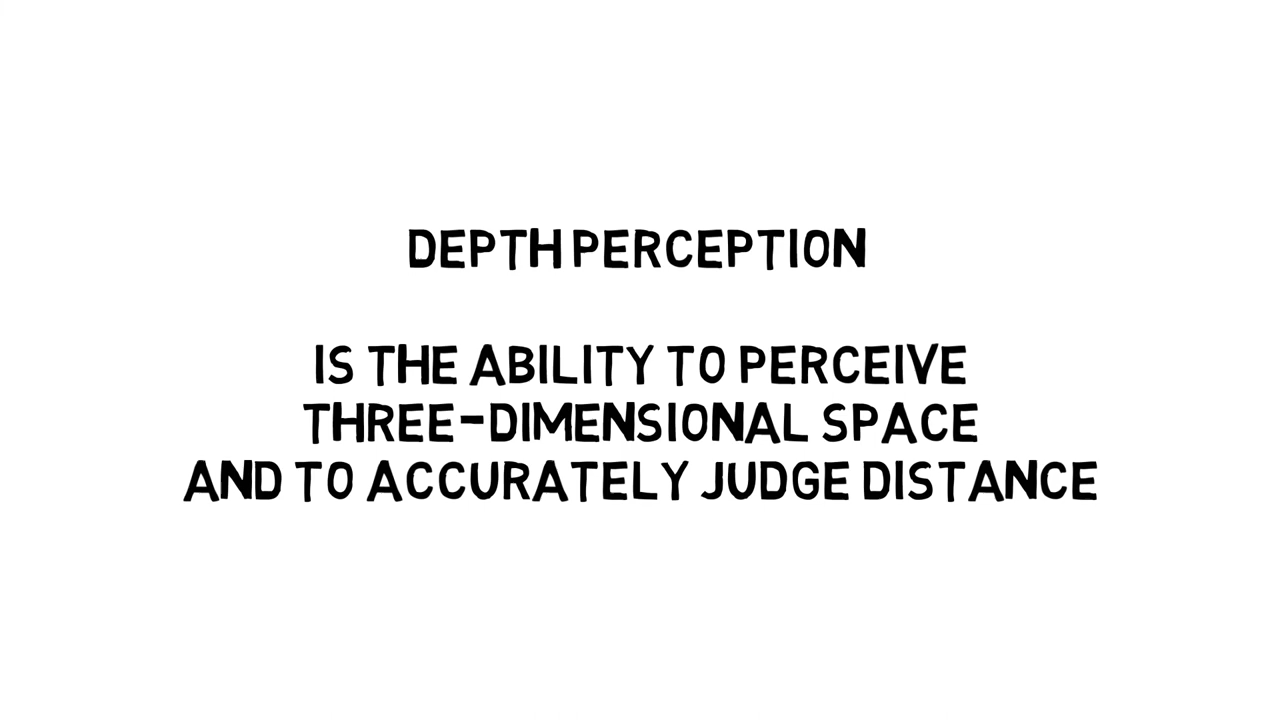 DEPTH PERCEPTION
IS THE ABILITY TO PERCEIVE
THREE-DIMENSIONAL SPACE
AND TO ACCURATELY JUDGE DISTANCE